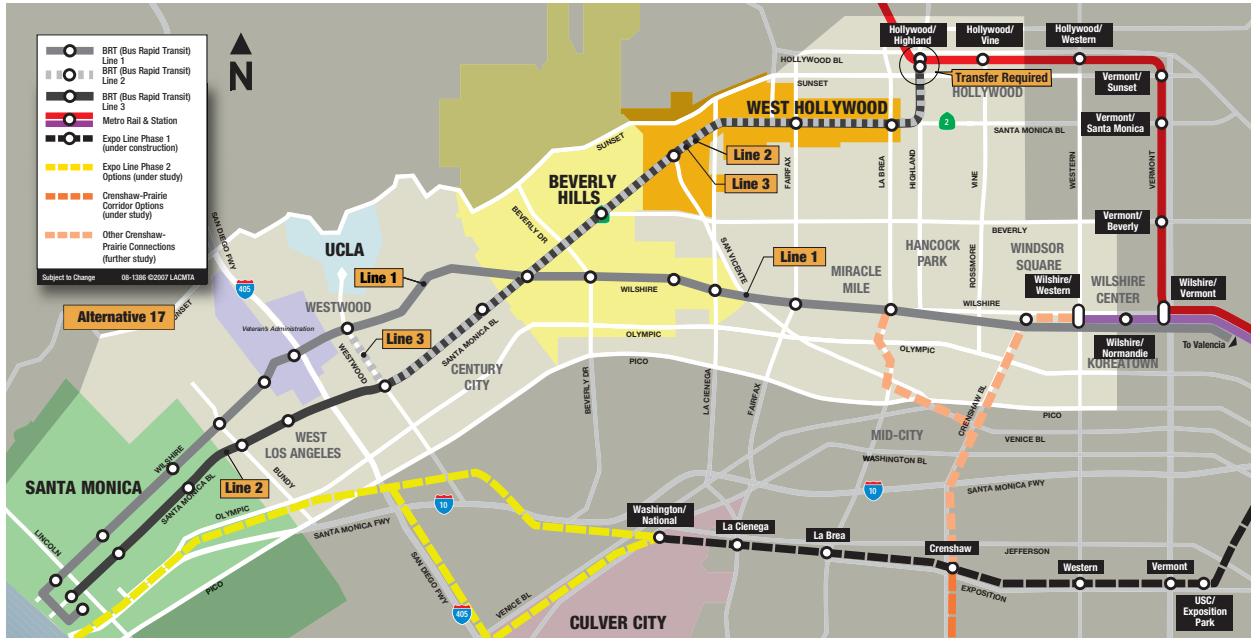 BRT (Bus Rapid Transit)
Line 1
BRT (Bus Rapid Transit)
Line 2
BRT (Bus Rapid Transit)
Line 3
Metro Rail & Station
Expo Line Phase 1
(under construction)
Expo Line Phase 2
Options (under study)
Crenshaw-Prairie
Corridor Options
(under study)
Other Crenshaw-
Prairie Connections
(further study)
Subject to Change 08-1386 ©2007 LACMTA
N
Hollywood/
Highland
Hollywood/
Vine
Hollywood/
Western
HOLLYWOOD BL
Transfer Required
HOLLYWOOD
Vermont/
Sunset
SUNSET
WEST HOLLYWOOD
2
SANTA MONICA BL
Vermont/
Santa Monica
SUNSET
Line 2
Line 3
FAIRFAX
LA BREA
HIGHLAND
VINE
WESTERN
VERMONT
BEVERLY
HILLS
BEVERLY DR
SAN DIEGO FWY
UCLA
SAN VICENTE
BEVERLY
Vermont/
Beverly
HANCOCK
PARK
ROSSMORE
WINDSOR
SQUARE
405
Line 1
WESTWOOD
WILSHIRE
Line 1
MIRACLE
MILE
WILSHIRE
Wilshire/
Western
WILSHIRE
CENTER
Wilshire/
Vermont
Alternative 17
SUNSET
Veteran's Administration
Line 3
WESTWOOD
SANTA MONICA BL
CENTURY
CITY
OLYMPIC
PICO
OLYMPIC
Wilshire/
Normandie
KOREATOWN
To Valencia
BEVERLY DR
LA CIENEGA
FAIRFAX
CRENSHAW BL
PICO
WEST
LOS ANGELES
MID-CITY
VENICE BL
WASHINGTON BL
WILSHIRE
BUNDY
SANTA MONICA
SANTA MONICA BL
Line 2
10
10
SANTA MONICA FWY
OLYMPIC
SANTA MONICA FWY
LINCOLN
PICO
SAN DIEGO FWY
405
VENICE BL
Washington/
National
La Cienega
La Brea
Crenshaw
JEFFERSON
EXPOSITION
Western
Vermont
USC/
Exposition
Park
CULVER CITY